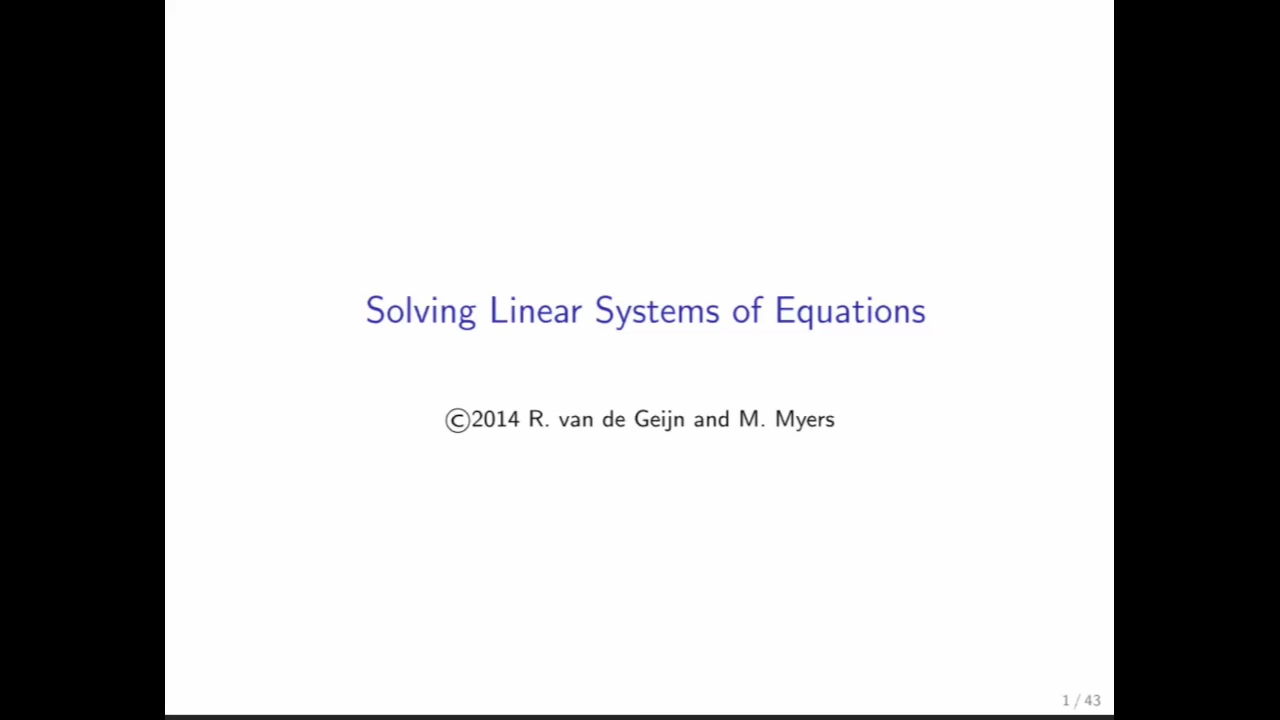 Solving Linear Systems of Equations
©2014 R. van de Geijn and M. Myers
1 / 43